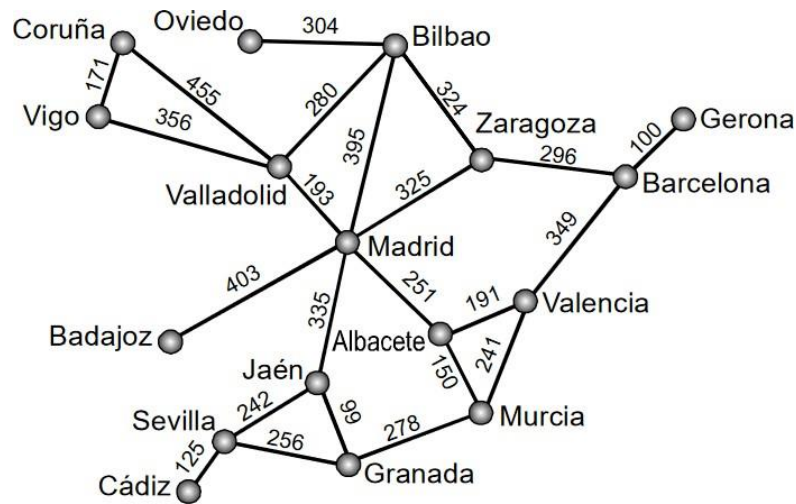 Coruña
Oviedo
304
Bilbao
171
455
280
324
Vigo
356
395
Zaragoza
100
Gerona
296
Valladolid
193
325
Barcelona
349
Madrid
403
251
191
Valencia
335
Badajoz
Albacete
241
150
Jaén
242
99
Murcia
Sevilla
278
125
256
Granada
Cádiz